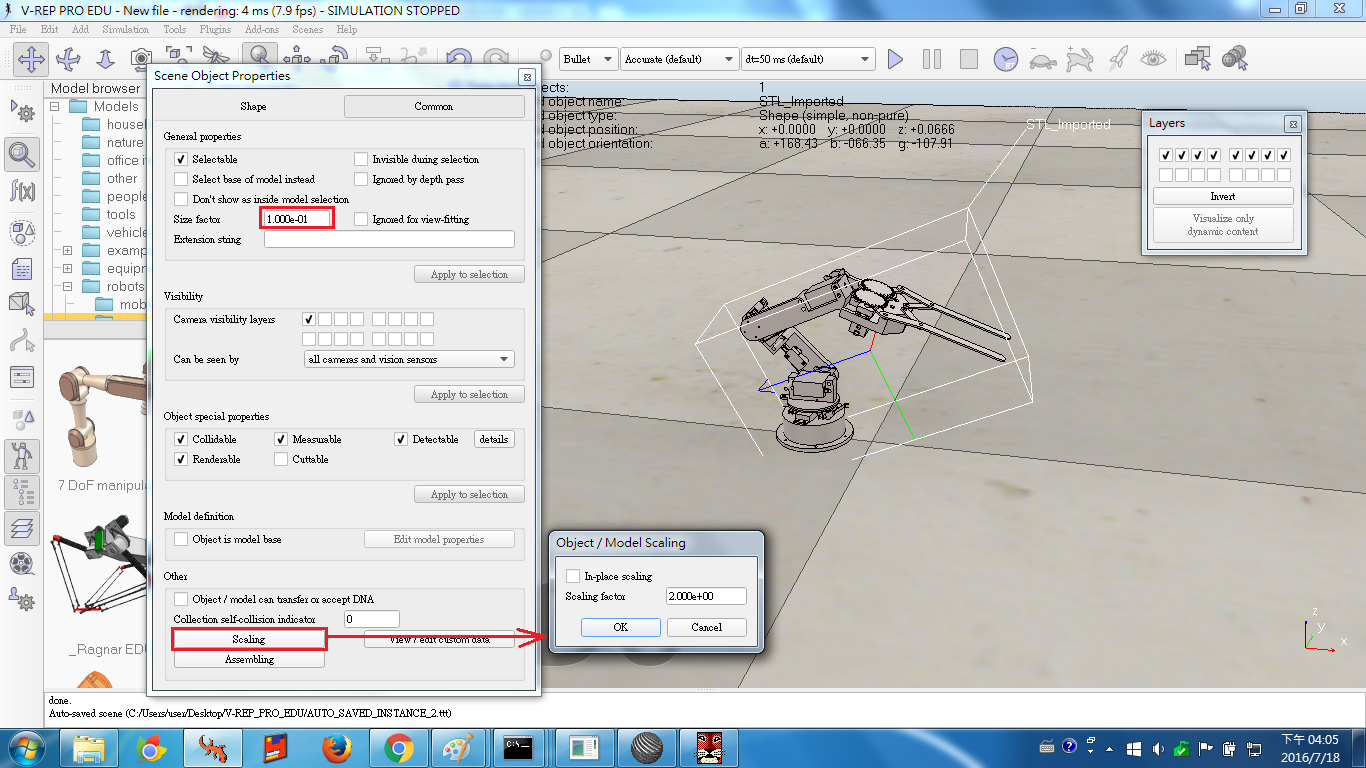 V-REP PRO EDU - New file - rendering: 4 ms (7.9 fps) - SIMULATION STOPPED
File Edit Add Simulation Tools Plugins Add-ons Scenes Help
Bullet
Accurate (default)
dt=50 ms (default)
RT
f(x)
Model browser
Models
househ
nature
office i
other
people
tools
vehicle
examp
equipn
robots
mob
7 DoF manipula
_Ragnar EDU
Scene Object Properties
Shape
Common
General properties
Selectable
Invisible during selection
Select base of model instead
Ignored by depth pass
Don't show as inside model selection
Size factor
1.000e-01
Ignored for view-fitting
Extension string
Apply to selection
Visibility
Camera visibility layers
Can be seen by
all cameras and vision sensors
Apply to selection
Object special properties
Collidable
Measurable
Detectable
details
Renderable
Cuttable
Apply to selection
Model definition
Object is model base
Edit model properties
Other
Object / model can transfer or accept DNA
Collection self-collision indicator
0
Scaling
View / edit custom data
Assembling
ects: 1
d object name: STL_Imported
d object type: Shape (simple, non-pure)
d object position: x: +0.0000 y: +0.0000 z: +0.0666
d object orientation: a: +168.43 b: -066.35 g: -107.91
STL_Imported
Layers
Invert
Visualize only
dynamic content
Object / Model Scaling
In-place scaling
Scaling factor
2.000e+00
OK
Cancel
z
y
x
done.
Auto-saved scene (C:/Users/user/Desktop/V-REP_PRO_EDU/AUTO_SAVED_INSTANCE_2.ttt)
C:\
下午 04:05
2016/7/18